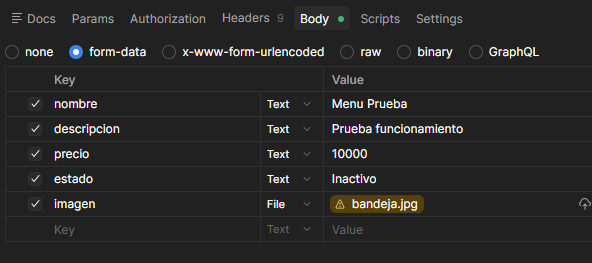 Docs Params Authorization Headers 9 Body Scripts Settings
none form-data x-www-form-urlencoded raw binary GraphQL
Key Value
nombre Text Menu Prueba
descripcion Text Prueba funcionamiento
precio Text 10000
estado Text Inactivo
imagen File bandeja.jpg
Key Text Value